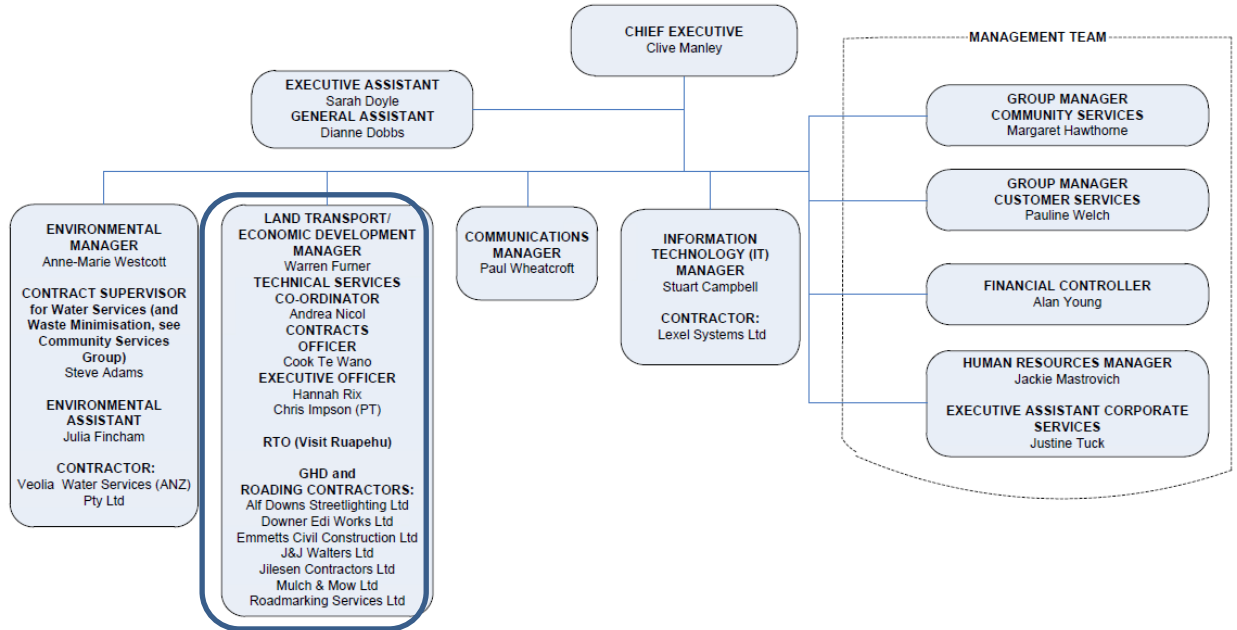 CHIEF EXECUTIVE
Clive Manley
MANAGEMENT TEAM
EXECUTIVE ASSISTANT
Sarah Doyle
GENERAL ASSISTANT
Dianne Dobbs
GROUP MANAGER
COMMUNITY SERVICES
Margaret Hawthorne
GROUP MANAGER
CUSTOMER SERVICES
Pauline Welch
FINANCIAL CONTROLLER
Alan Young
HUMAN RESOURCES MANAGER
Jackie Mastrovich
EXECUTIVE ASSISTANT CORPORATE
SERVICES
Justine Tuck
ENVIRONMENTAL
MANAGER
Anne-Marie Westcott
CONTRACT SUPERVISOR
for Water Services (and
Waste Minimisation, see
Community Services
Group)
Steve Adams
ENVIRONMENTAL
ASSISTANT
Julia Fincham
CONTRACTOR:
Veolia Water Services (ANZ)
Pty Ltd
LAND TRANSPORT/
ECONOMIC DEVELOPMENT
MANAGER
Warren Furner
TECHNICAL SERVICES
CO-ORDINATOR
Andrea Nicol
CONTRACTS
OFFICER
Cook Te Wano
EXECUTIVE OFFICER
Hannah Rix
Chris Impson (PT)
RTO (Visit Ruapehu)
GHD and
ROADING CONTRACTORS:
Alf Downs Streetlighting Ltd
Downer Edi Works Ltd
Emmetts Civil Construction Ltd
J&J Walters Ltd
Jilesen Contractors Ltd
Mulch & Mow Ltd
Roadmarking Services Ltd
COMMUNICATIONS
MANAGER
Paul Wheatcroft
INFORMATION
TECHNOLOGY (IT)
MANAGER
Stuart Campbell
CONTRACTOR:
Lexel Systems Ltd